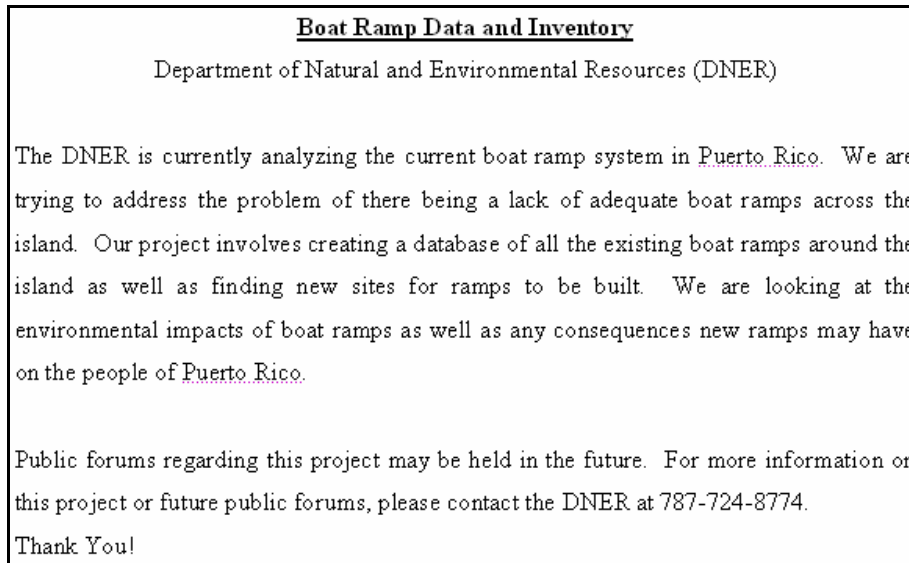 Boat Ramp Data and Inventory
Department of Natural and Environmental Resources (DNER)
The DNER is currently analyzing the current boat ramp system in Puerto Rico. We are
trying to address the problem of there being a lack of adequate boat ramps across the
island. Our project involves creating a database of all the existing boat ramps around the
island as well as finding new sites for ramps to be built. We are looking at the
environmental impacts of boat ramps as well as any consequences new ramps may have
on the people of Puerto Rico.
Public forums regarding this project may be held in the future. For more information on
this project or future public forums, please contact the DNER at 787-724-8774.
Thank You!